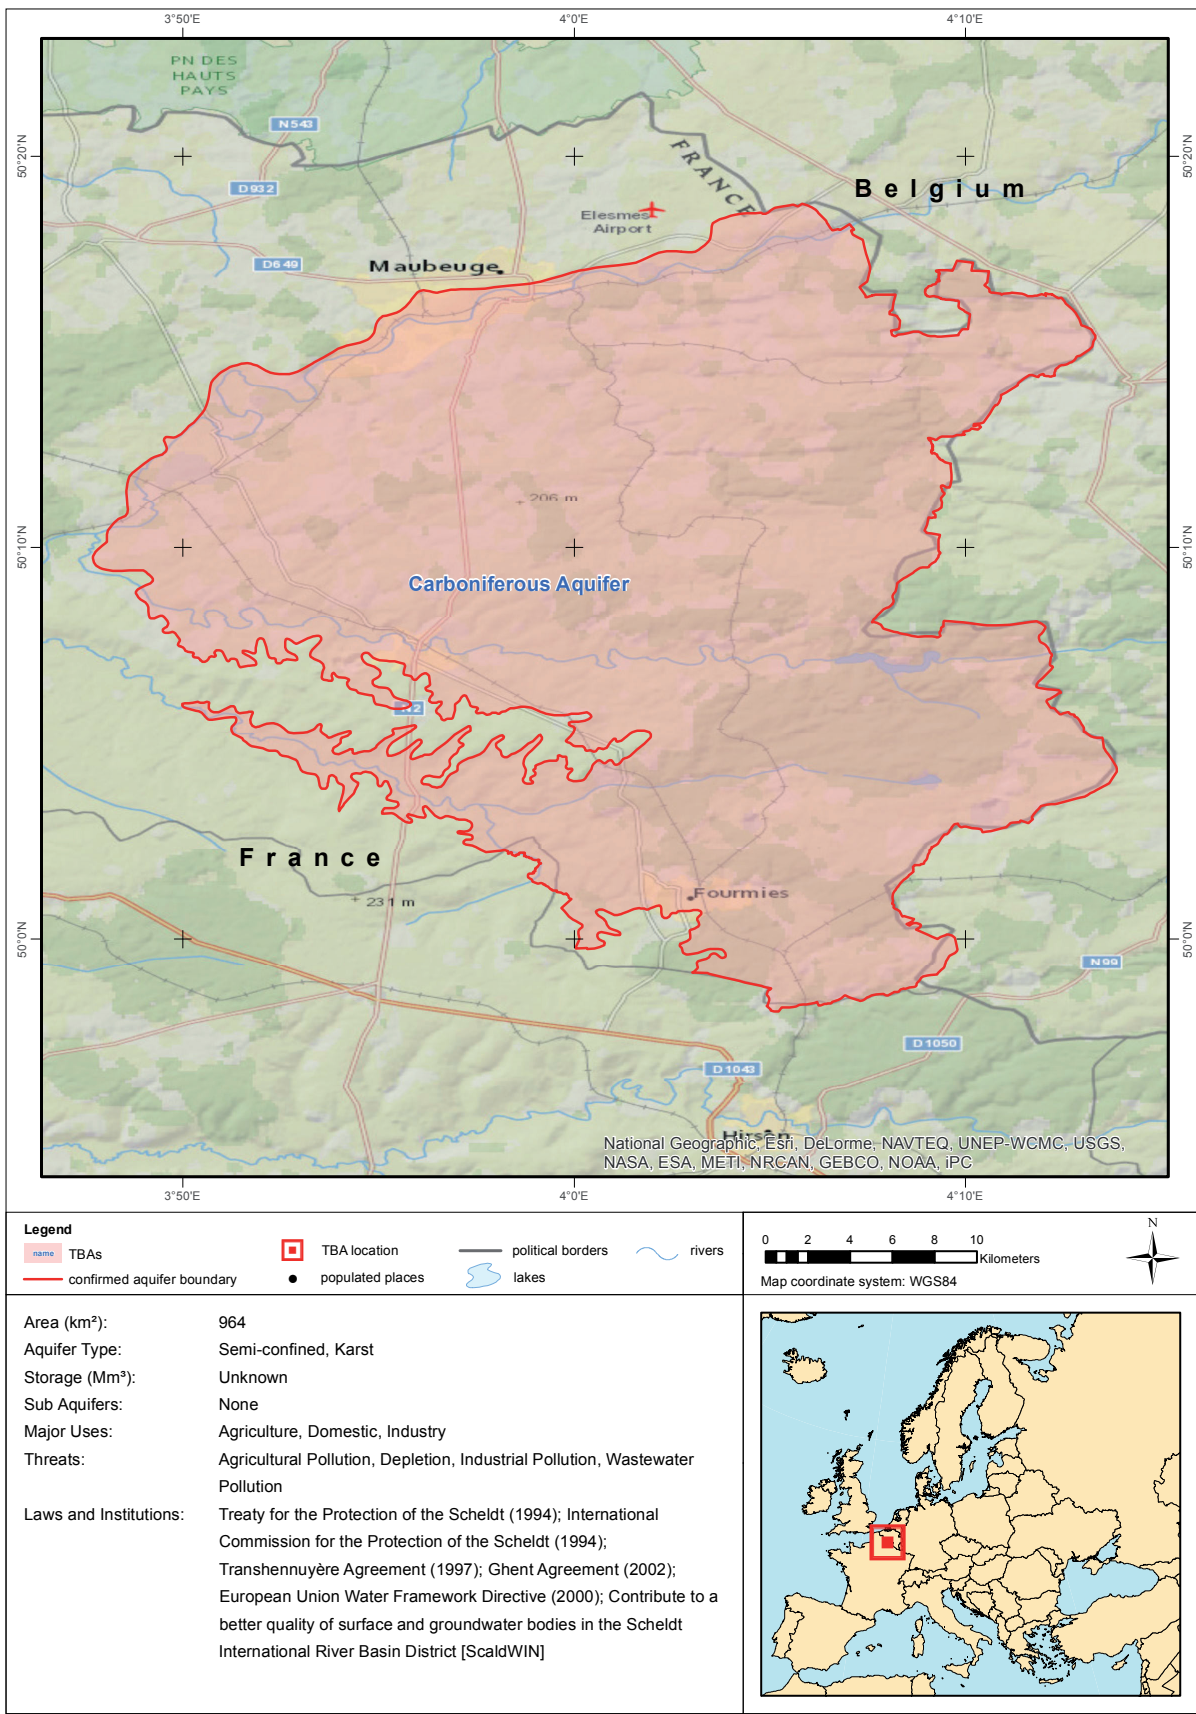 3°50'E 4°0'E 4°10'E
PN DES
HAUTS
PAYS
N543
50°20'N
50°20'N
FRANCE
D932
Belgium
Elesmes
Airport
D649
Maubeuge
206 m
50°10'N
50°10'N
Carboniferous Aquifer
France
Fourmies
231 m
50°0'N
50°0'N
N99
D1050
D1043
Hirson
National Geographic, Esri, DeLorme, NAVTEQ, UNEP-WCMC, USGS,
NASA, ESA, METI, NRCAN, GEBCO, NOAA, iPC
3°50'E 4°0'E 4°10'E
Legend
name TBAs
TBA location
political borders
rivers
confirmed aquifer boundary
populated places
lakes
0 2 4 6 8 10
Kilometers
Map coordinate system: WGS84
N
Area (km²): 964
Aquifer Type: Semi-confined, Karst
Storage (Mm³): Unknown
Sub Aquifers: None
Major Uses: Agriculture, Domestic, Industry
Threats: Agricultural Pollution, Depletion, Industrial Pollution, Wastewater
Pollution
Laws and Institutions: Treaty for the Protection of the Scheldt (1994); International
Commission for the Protection of the Scheldt (1994);
Transhennuyère Agreement (1997); Ghent Agreement (2002);
European Union Water Framework Directive (2000); Contribute to a
better quality of surface and groundwater bodies in the Scheldt
International River Basin District [ScaldWIN]